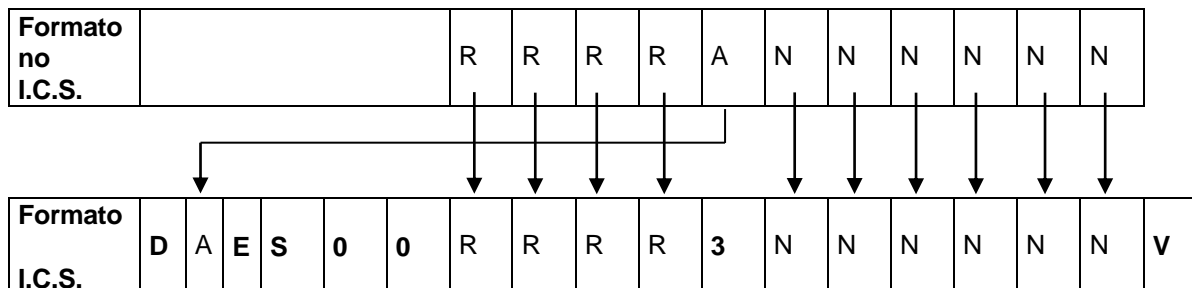 Formato
no
I.C.S.
R R R R A N N N N N N
Formato
I.C.S.
D A E S 0 0 R R R R 3 N N N N N N V